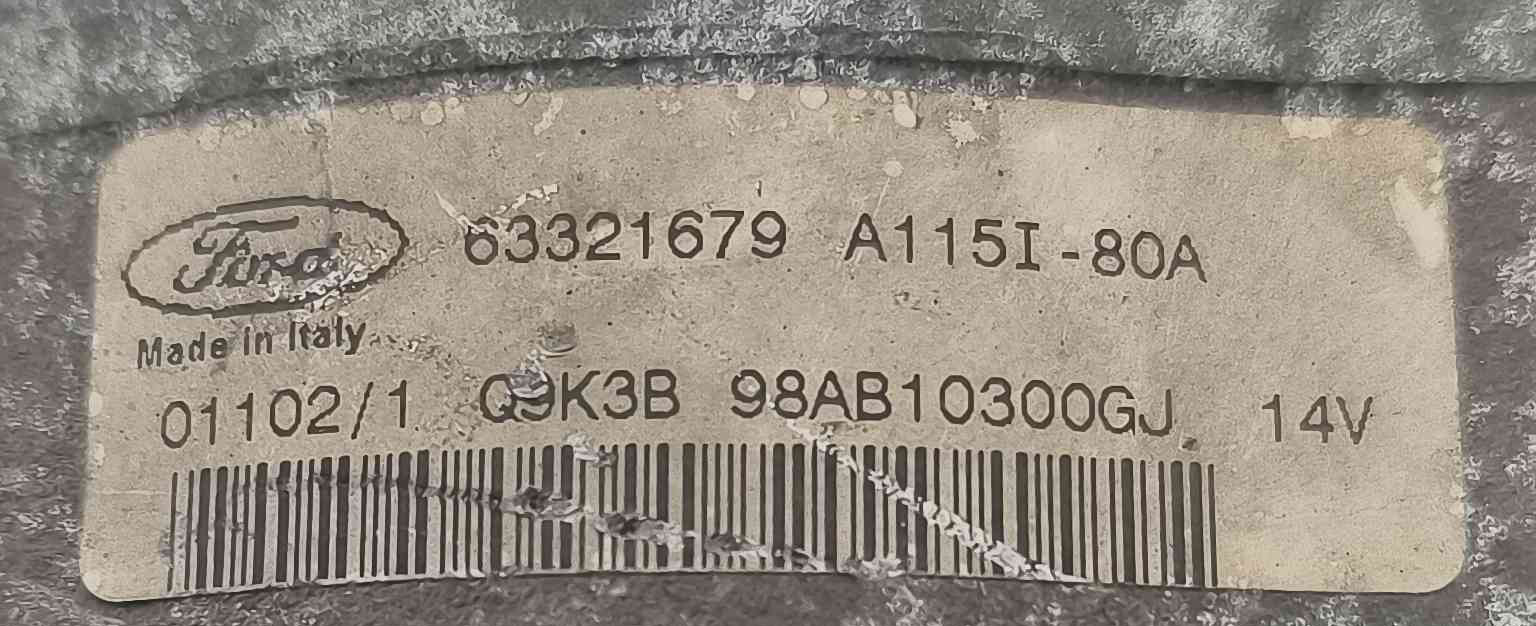 Ford 63321679 A115I-80A
Made in Italy
01102/1 Q9K3B 98AB10300GJ 14V